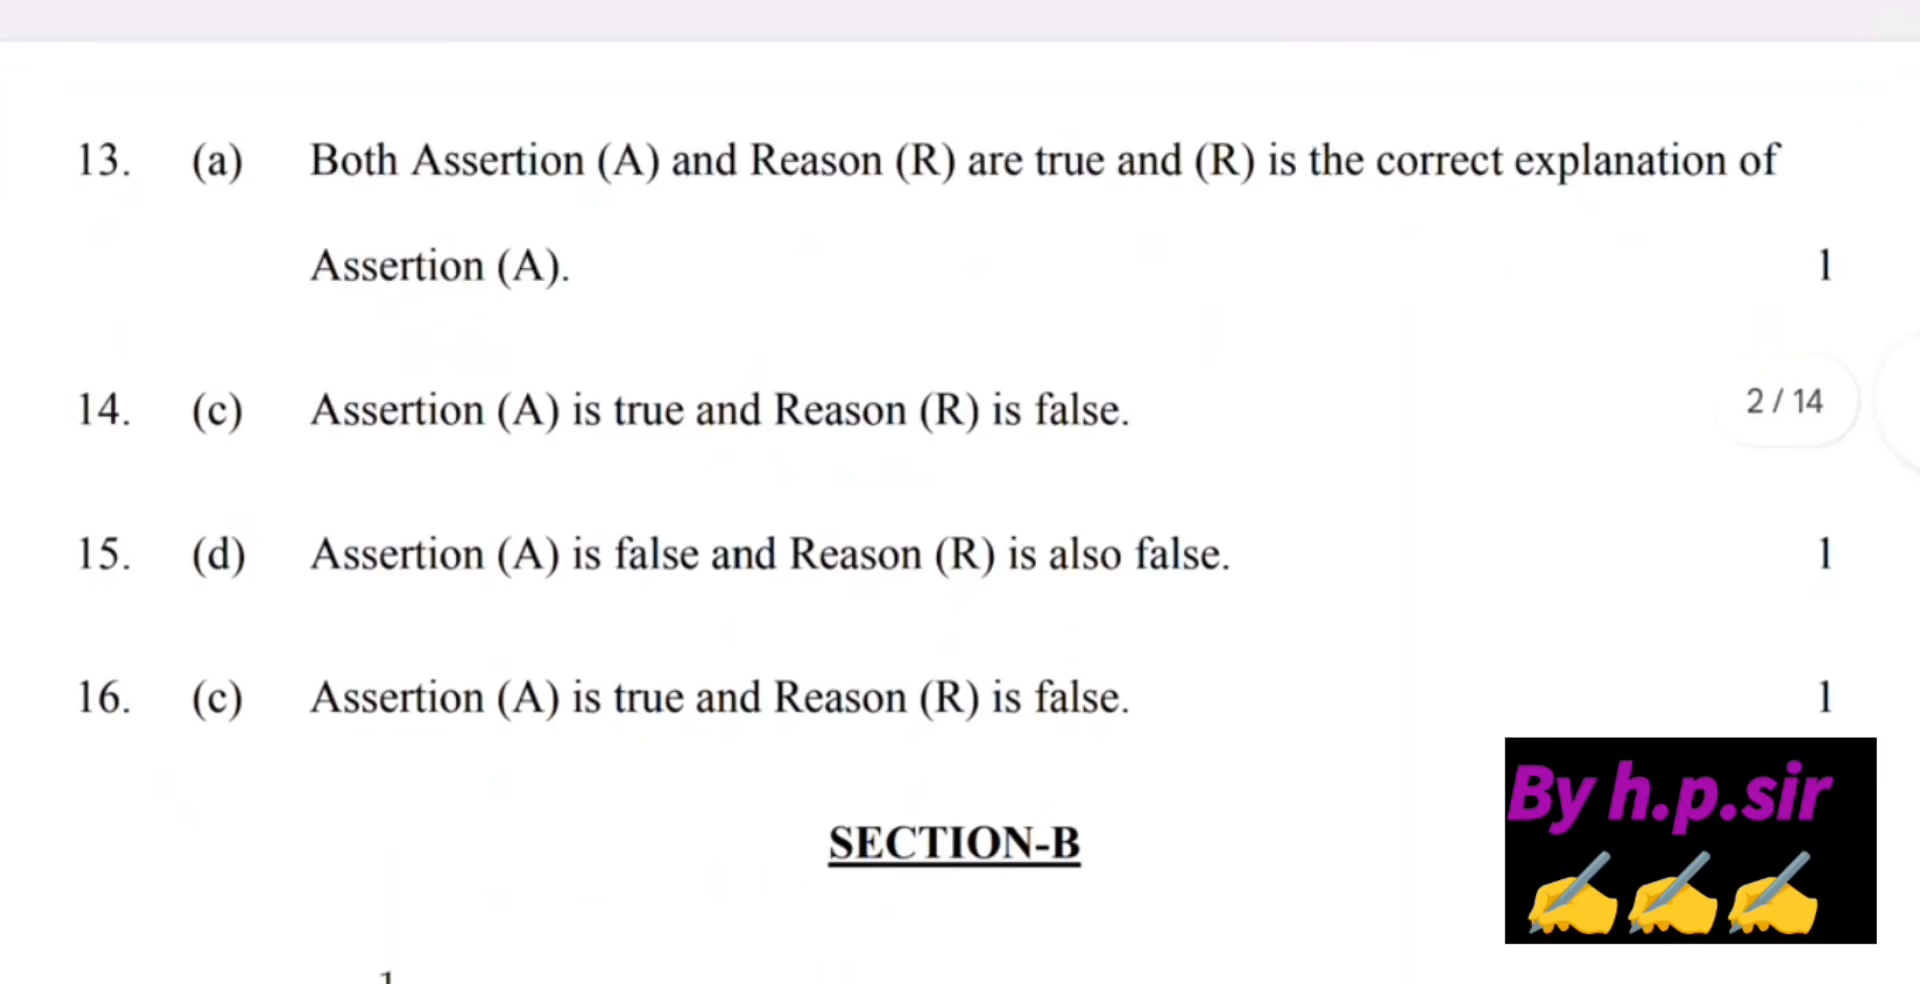 13. (a) Both Assertion (A) and Reason (R) are true and (R) is the correct explanation of
Assertion (A). 1
14. (c) Assertion (A) is true and Reason (R) is false.
2 / 14
15. (d) Assertion (A) is false and Reason (R) is also false. 1
16. (c) Assertion (A) is true and Reason (R) is false. 1
By h.p.sir
✍✍✍
SECTION-B